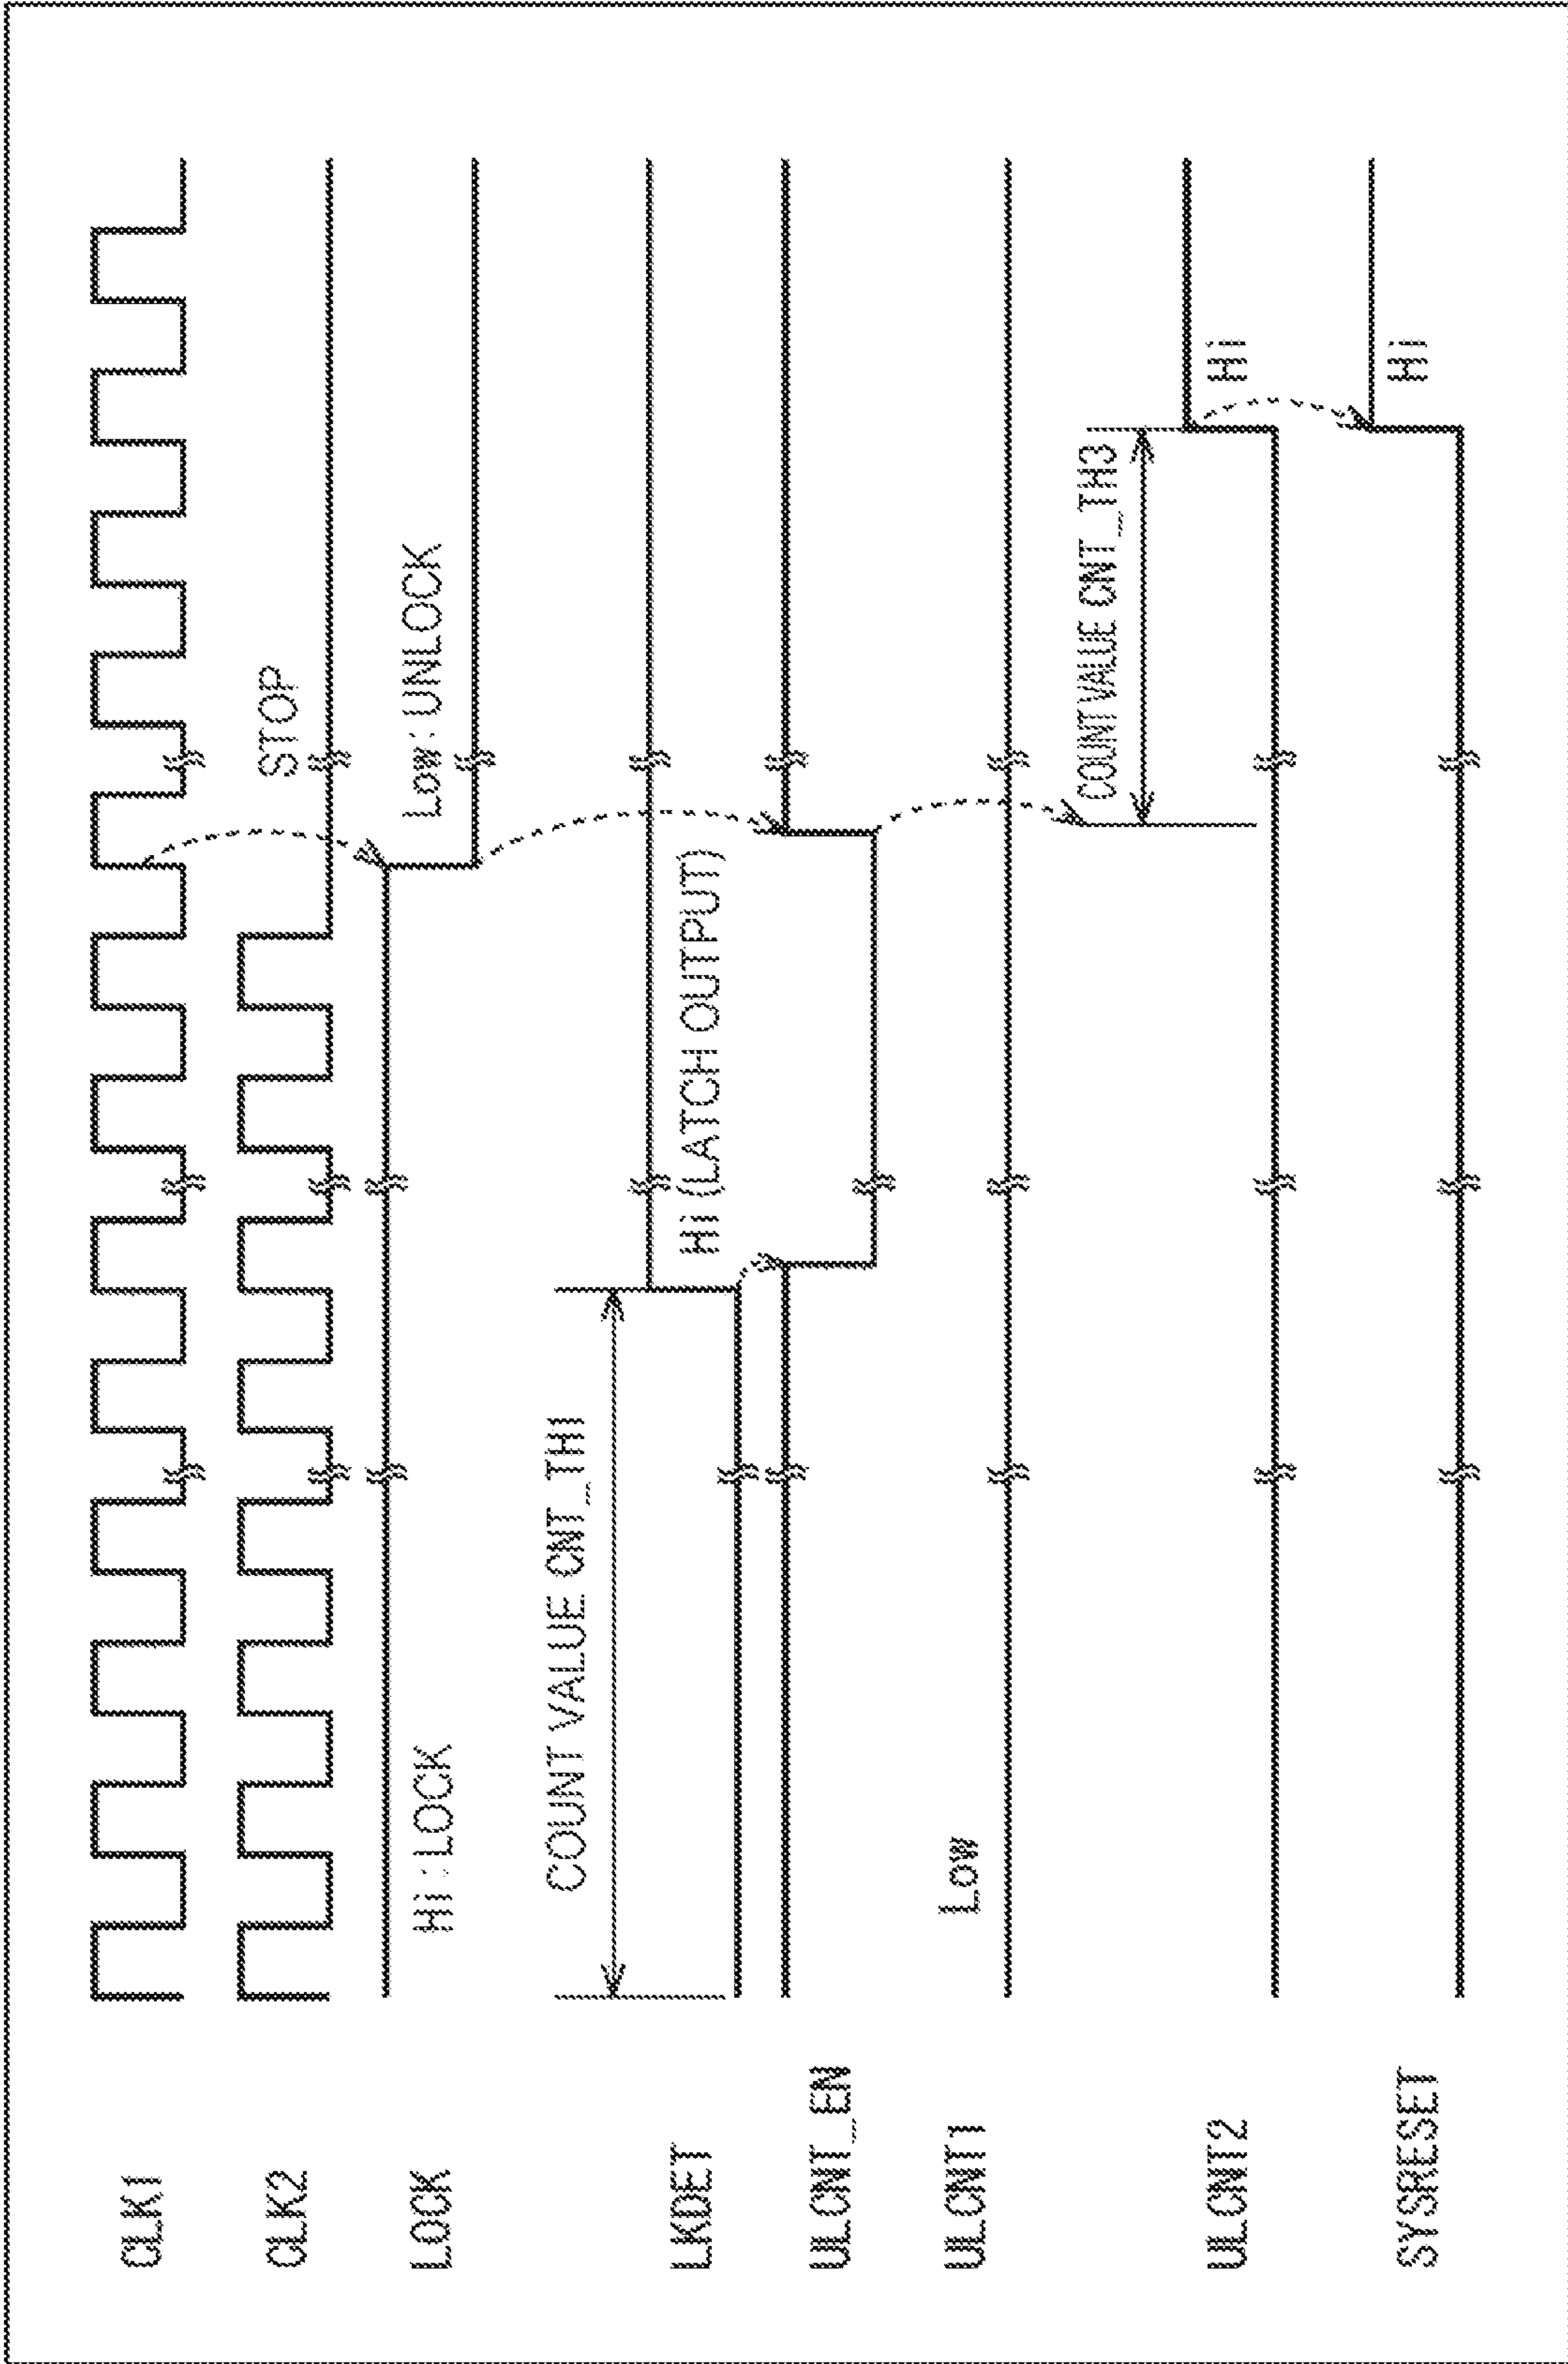 CLK1
CLK2
STOP
LOCK
Hi : LOCK
Low : UNLOCK
COUNT VALUE CNT_TH1
LKDET
Hi (LATCH OUTPUT)
ULCNT_EN
ULCNT1
Low
COUNT VALUE CNT_TH3
ULCNT2
Hi
SYSRESET
Hi